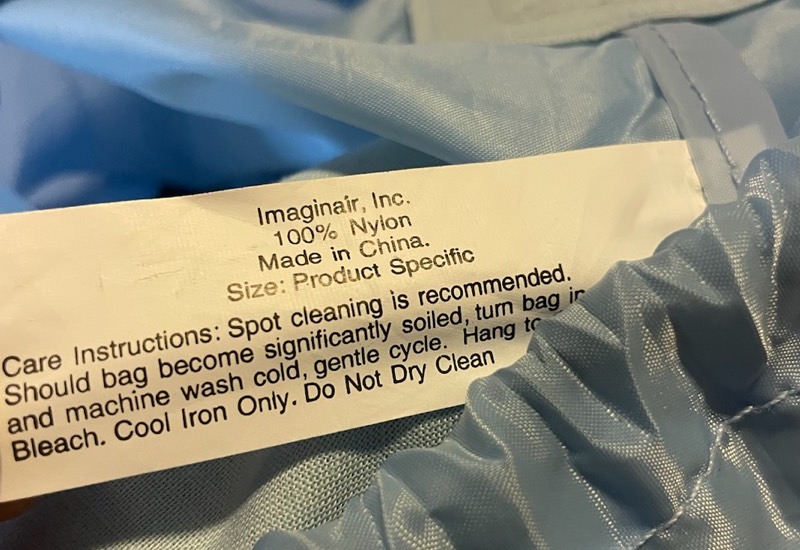 Imaginair, Inc.
100% Nylon
Made in China.
Size: Product Specific
Care Instructions: Spot cleaning is recommended.
Should bag become significantly soiled, turn bag in
and machine wash cold, gentle cycle. Hang to
Bleach. Cool Iron Only. Do Not Dry Clean